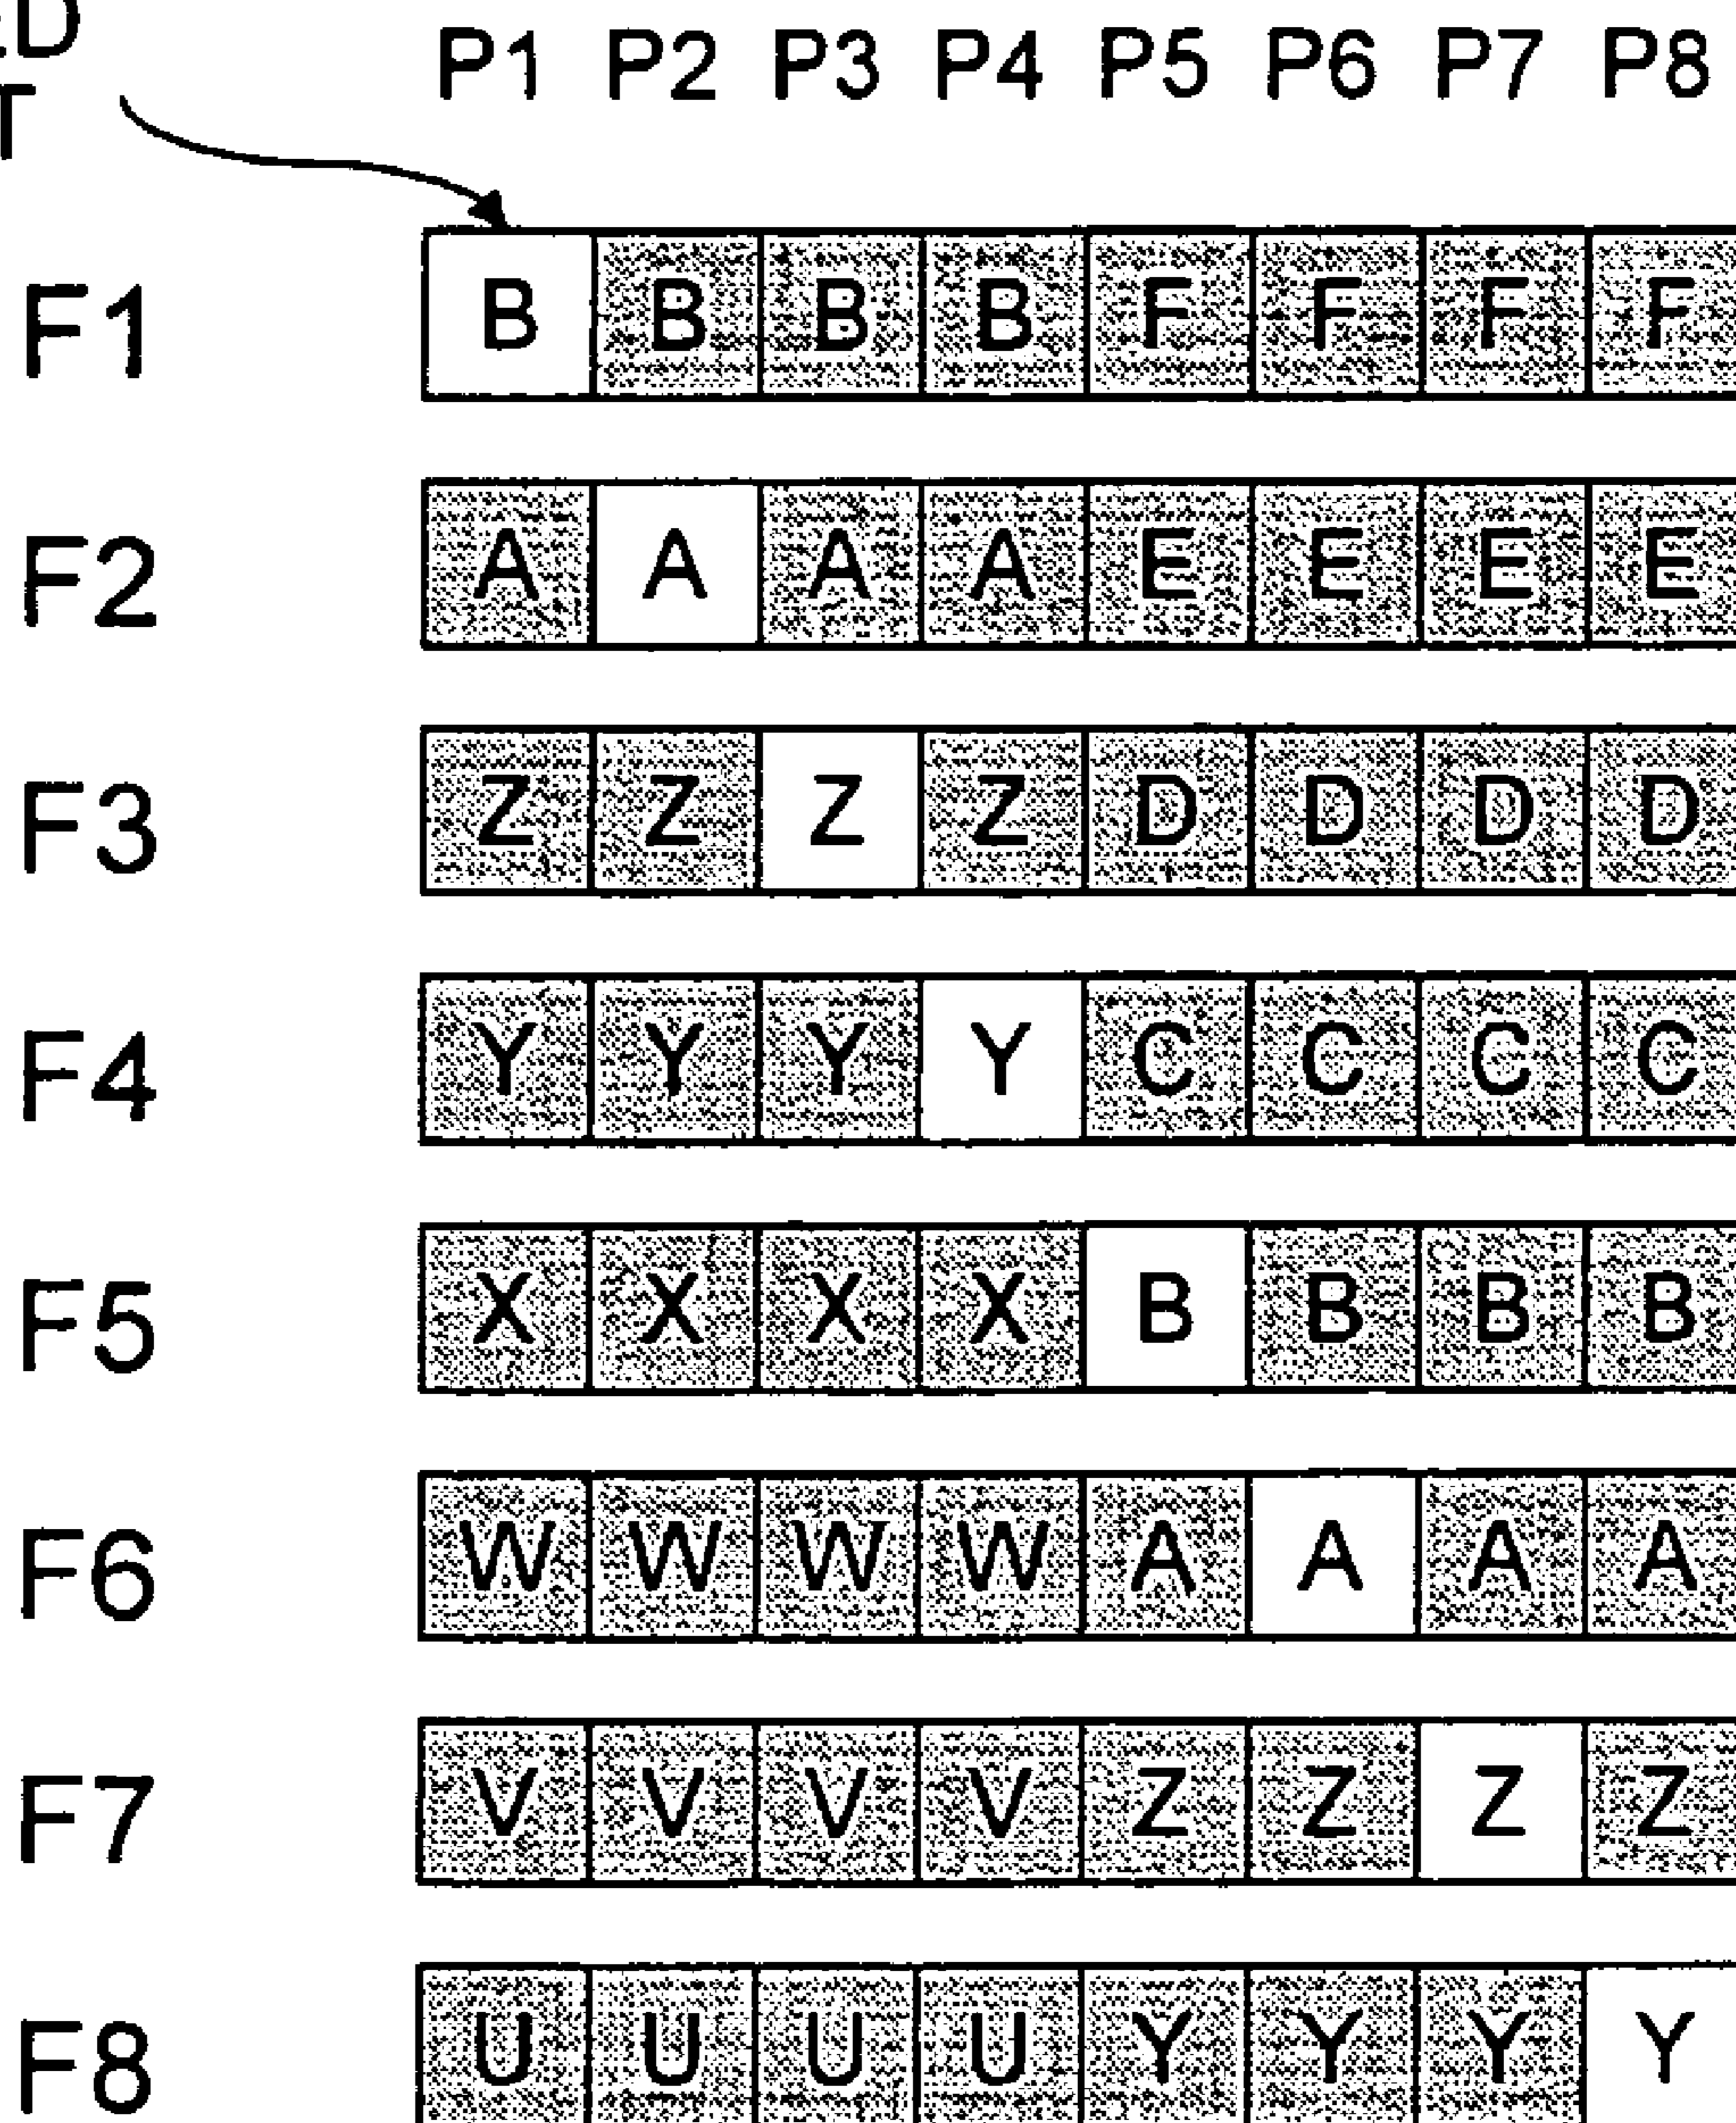 P1 P2 P3 P4 P5 P6 P7 P8
F1 B B B B F F F F
F2 A A A A E E E E
F3 Z Z Z Z D D D D
F4 Y Y Y Y C C C C
F5 X X X X B B B B
F6 W W W W A A A A
F7 V V V V Z Z Z Z
F8 U U U U Y Y Y Y